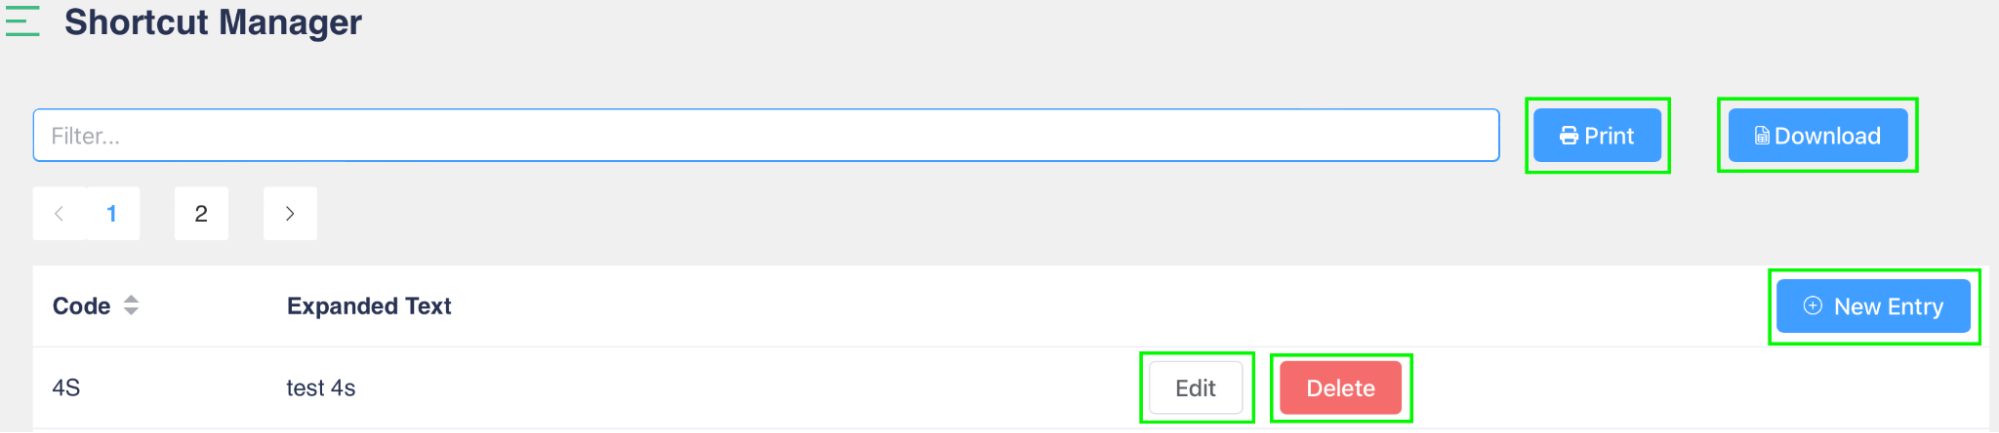 Shortcut Manager
Filter...
Print
Download
1 2
Code Expanded Text New Entry
4S test 4s Edit Delete